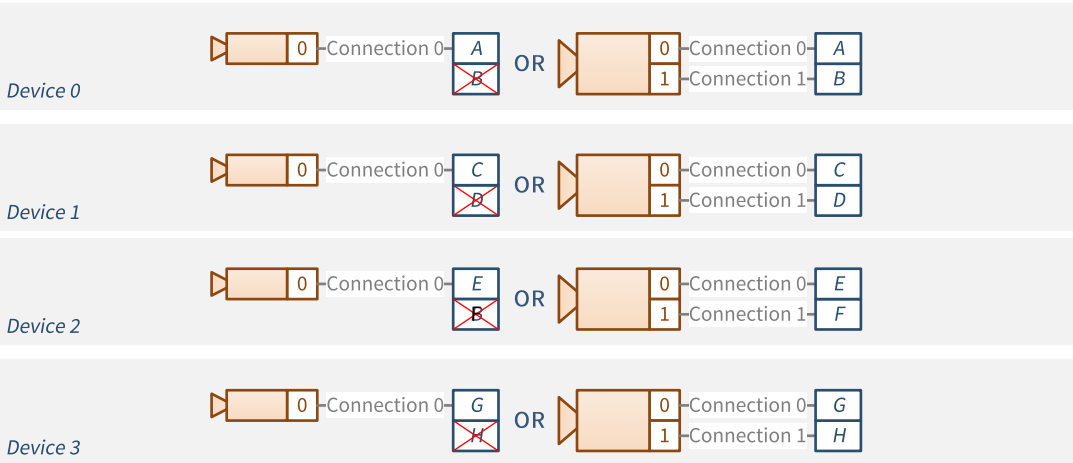 0 Connection 0 A OR 0 Connection 0 A
B 1 Connection 1 B
Device 0
0 Connection 0 C OR 0 Connection 0 C
D 1 Connection 1 D
Device 1
0 Connection 0 E OR 0 Connection 0 E
B 1 Connection 1 F
Device 2
0 Connection 0 G OR 0 Connection 0 G
H 1 Connection 1 H
Device 3